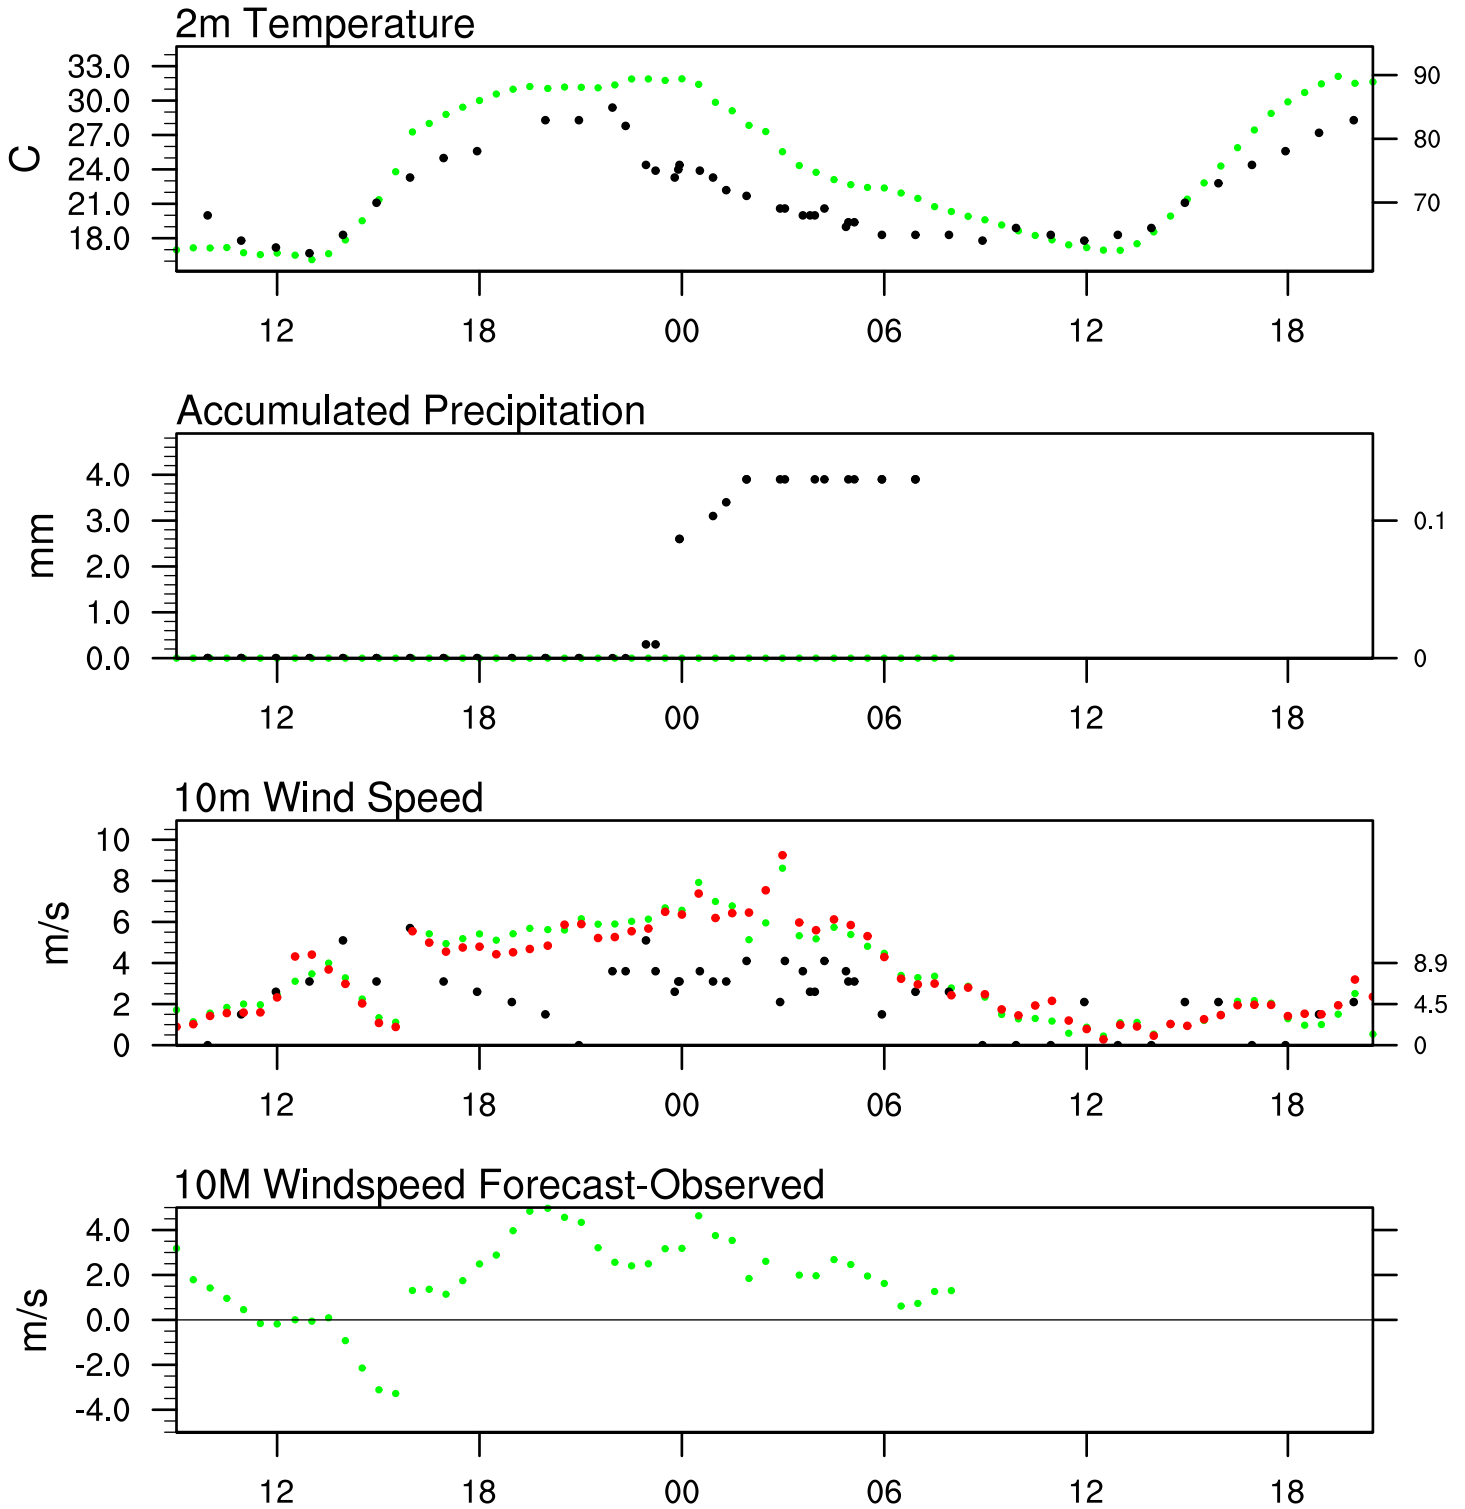 2m Temperature
33.0
30.0
27.0
24.0
21.0
18.0
C
90
80
70
12 18 00 06 12 18
Accumulated Precipitation
4.0
3.0
2.0
1.0
0.0
mm
0.1
0
12 18 00 06 12 18
10m Wind Speed
10
8
6
4
2
0
m/s
8.9
4.5
0
12 18 00 06 12 18
10M Windspeed Forecast-Observed
4.0
2.0
0.0
-2.0
-4.0
m/s
12 18 00 06 12 18